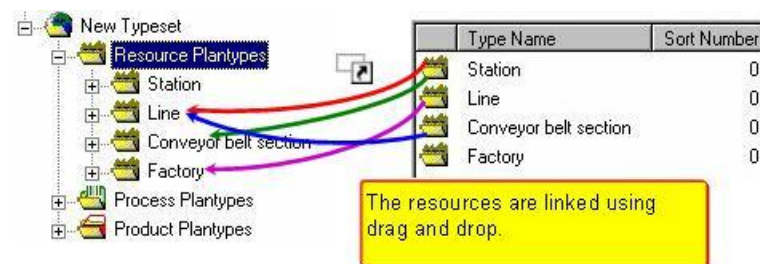 New Typeset
Resource Plantypes
Station
Line
Conveyor belt section
Factory
Process Plantypes
Product Plantypes
Type Name Sort Number
Station 0
Line 0
Conveyor belt section 0
Factory 0
The resources are linked using
drag and drop.